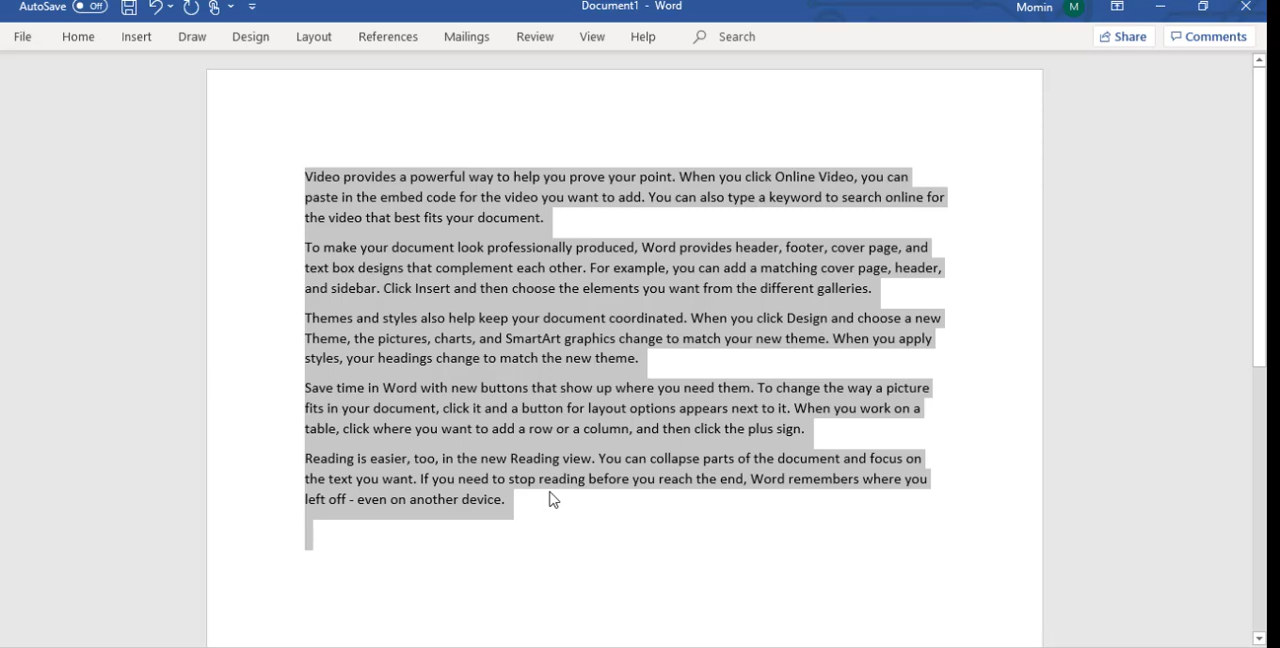 AutoSave Off Document1 - Word Momin M
File Home Insert Draw Design Layout References Mailings Review View Help Search Share Comments
Video provides a powerful way to help you prove your point. When you click Online Video, you can
paste in the embed code for the video you want to add. You can also type a keyword to search online for
the video that best fits your document.
To make your document look professionally produced, Word provides header, footer, cover page, and
text box designs that complement each other. For example, you can add a matching cover page, header,
and sidebar. Click Insert and then choose the elements you want from the different galleries.
Themes and styles also help keep your document coordinated. When you click Design and choose a new
Theme, the pictures, charts, and SmartArt graphics change to match your new theme. When you apply
styles, your headings change to match the new theme.
Save time in Word with new buttons that show up where you need them. To change the way a picture
fits in your document, click it and a button for layout options appears next to it. When you work on a
table, click where you want to add a row or a column, and then click the plus sign.
Reading is easier, too, in the new Reading view. You can collapse parts of the document and focus on
the text you want. If you need to stop reading before you reach the end, Word remembers where you
left off - even on another device.